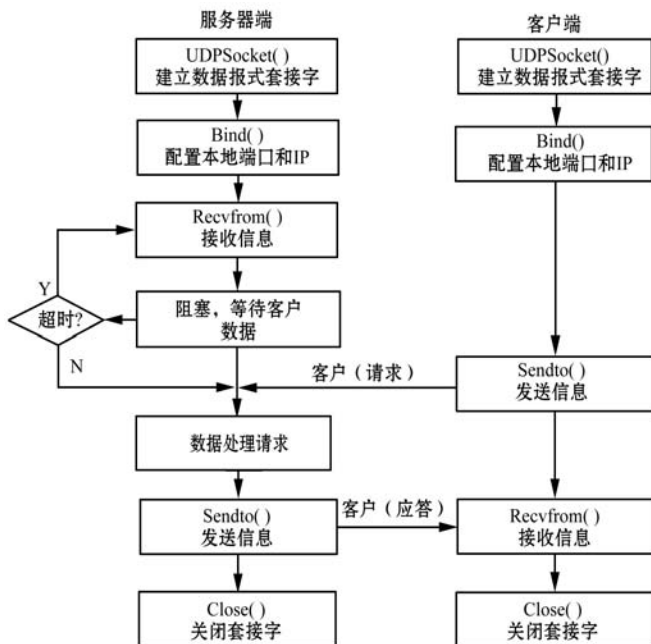 服务器端
UDPSocket( )
建立数据报式套接字
Bind( )
配置本地端口和IP
Recvfrom( )
接收信息
Y
超时?
阻塞，等待客户
数据
N
数据处理请求
Sendto( )
发送信息
Close( )
关闭套接字
客户（请求）
客户（应答）
客户端
UDPSocket()
建立数据报式套接字
Bind()
配置本地端口和IP
Sendto( )
发送信息
Recvfrom( )
接收信息
Close( )
关闭套接字